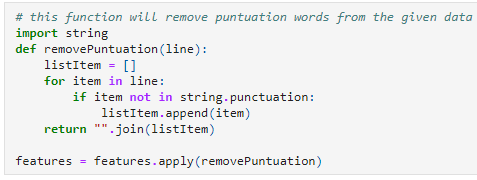 # this function will remove puntuation words from the given data
import string
def removePuntuation(line):
    listItem = []
    for item in line:
        if item not in string.punctuation:
            listItem.append(item)
    return "".join(listItem)

features = features.apply(removePuntuation)